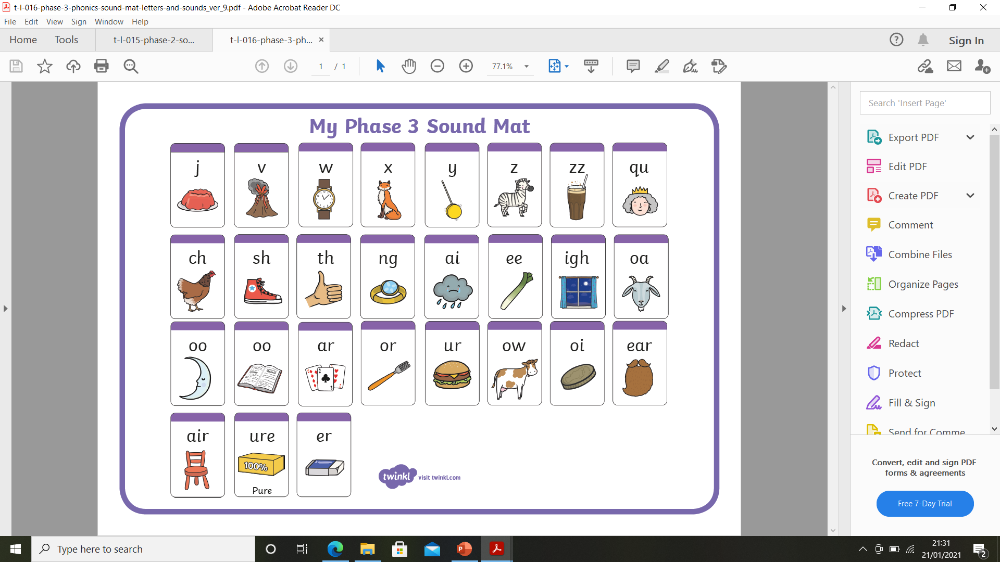 t-l-016-phase-3-phonics-sound-mat-letters-and-sounds_ver_9.pdf - Adobe Acrobat Reader DC
File Edit View Sign Window Help
Home Tools t-l-015-phase-2-so... t-l-016-phase-3-ph... × Sign In
1 / 1 77.1%
Search 'Insert Page'
My Phase 3 Sound Mat
j v w x y z zz qu
ch sh th ng ai ee igh oa
oo oo ar or ur ow oi ear
air ure er
100%
Pure
twinkl visit twinkl.com
Export PDF
Edit PDF
Create PDF
Comment
Combine Files
Organize Pages
Compress PDF
Redact
Protect
Fill & Sign
Send for Comme
Convert, edit and sign PDF
forms & agreements
Free 7-Day Trial
Type here to search
21:31
21/01/2021
2